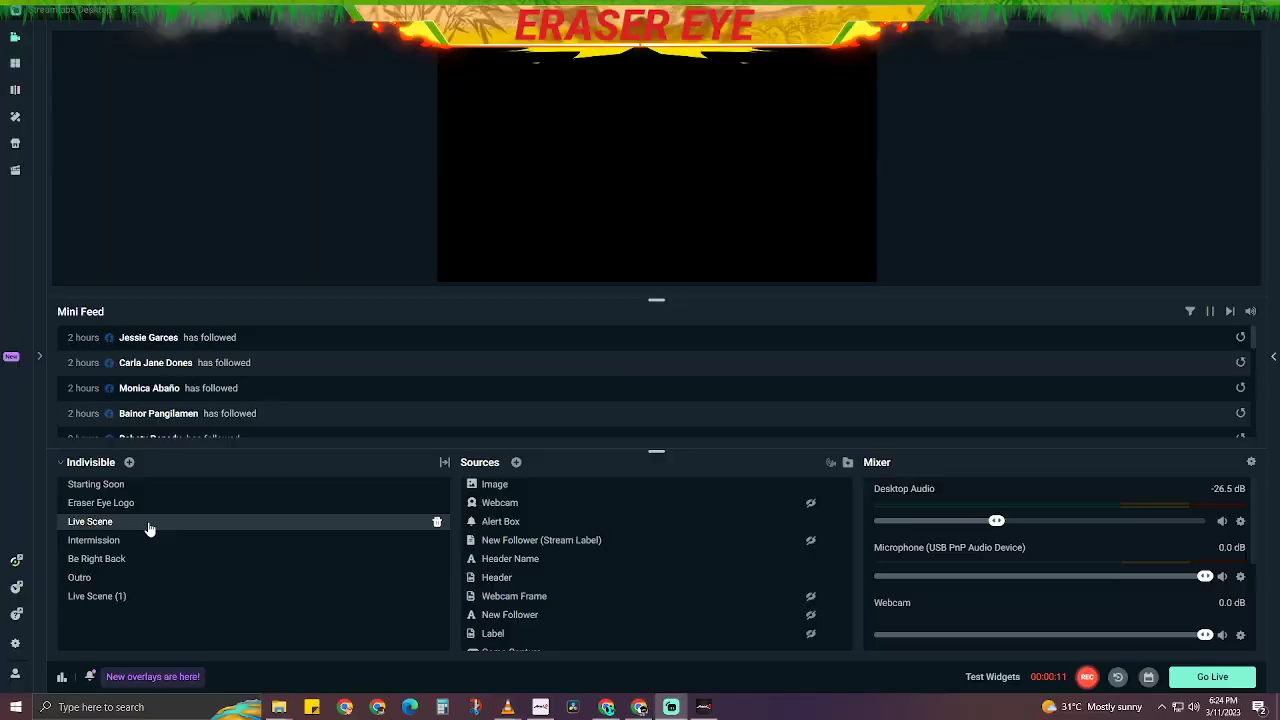 Streamlabs Desktop - 1.12
ERASER EYE
Mini Feed
2 hours Jessie Garces has followed
2 hours Carla Jane Dones has followed
2 hours Monica Abaño has followed
2 hours Balnor Pangilamen has followed
New
Indivisible
Starting Soon
Eraser Eye Logo
Live Scene
Intermission
Be Right Back
Outro
Live Scene (1)
Sources
Image
Webcam
Alert Box
New Follower (Stream Label)
Header Name
Header
Webcam Frame
New Follower
Label
Mixer
Desktop Audio -26.5 dB
Microphone (USB PnP Audio Device) 0.0 dB
Webcam 0.0 dB
New overlays are here!
Test Widgets 00:00:11 REC Go Live
Type here to search
31°C Mostly sunny
6:24 PM
3/11/2023